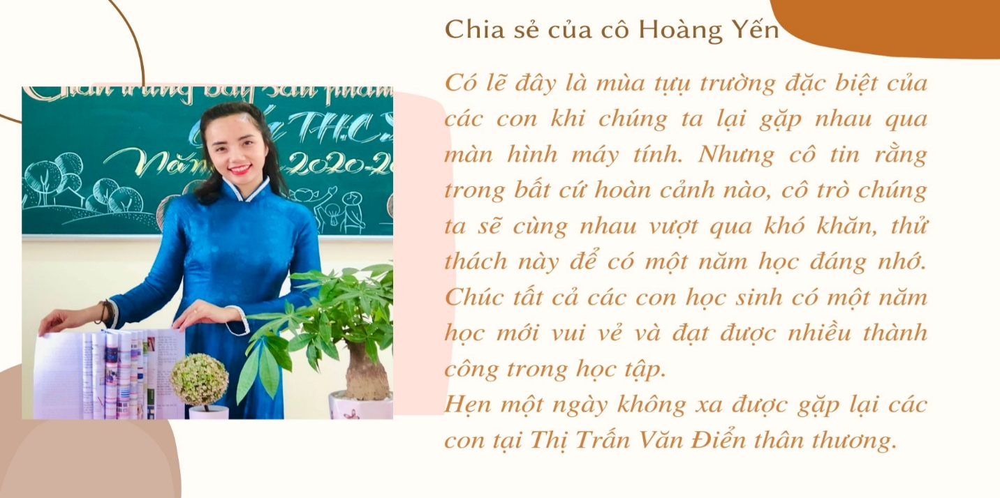 Chia sẻ của cô Hoàng Yến
Có lẽ đây là mùa tựu trường đặc biệt của
các con khi chúng ta lại gặp nhau qua
màn hình máy tính. Nhưng cô tin rằng
trong bất cứ hoàn cảnh nào, cô trò chúng
ta sẽ cùng nhau vượt qua khó khăn, thử
thách này để có một năm học đáng nhớ.
Chúc tất cả các con học sinh có một năm
học mới vui vẻ và đạt được nhiều thành
công trong học tập.
Hẹn một ngày không xa được gặp lại các
con tại Thị Trấn Văn Điển thân thương.
Gian trưng bày sản phẩm
TH.C
Năm 2020-20